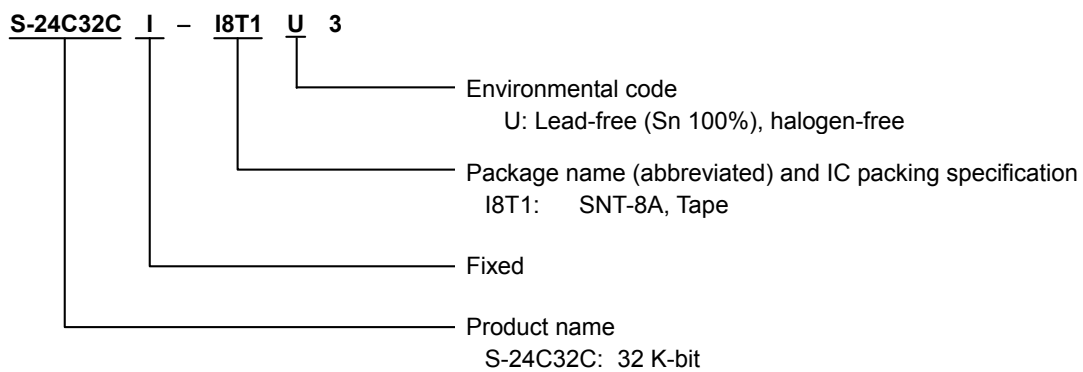 S-24C32C I – I8T1 U 3
Environmental code
U: Lead-free (Sn 100%), halogen-free
Package name (abbreviated) and IC packing specification
I8T1: SNT-8A, Tape
Fixed
Product name
S-24C32C: 32 K-bit